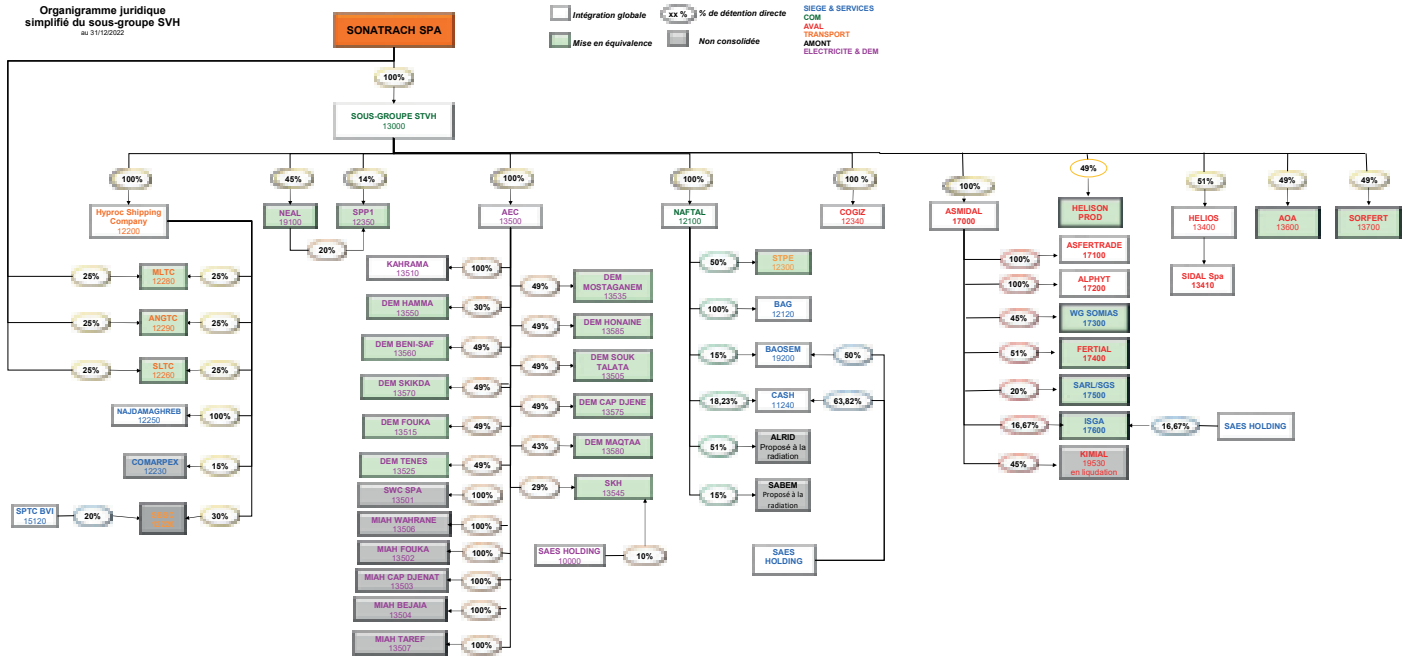 Organigramme juridique
simplifié du sous-groupe SVH
au 31/12/2022
Intégration globale
xx %
% de détention directe
Mise en équivalence
Non consolidée
SIEGE & SERVICES
COM
AVAL
TRANSPORT
AMONT
ELECTRICITE & DEM
SONATRACH SPA
100%
SOUS-GROUPE STVH
13000
100%
45%
14%
100%
100%
100 %
100%
49%
51%
49%
49%
Hyproc Shipping
Company
12200
NEAL
19100
SPP1
12350
20%
AEC
13500
NAFTAL
12100
COGIZ
12340
ASMIDAL
17000
HELISON
PROD
HELIOS
13400
AOA
13600
SORFERT
13700
SIDAL Spa
13410
25%
MLTC
12280
25%
25%
ANGTC
12290
25%
25%
SLTC
12260
25%
NAJDAMAGHREB
12250
100%
COMARPEX
12230
15%
SPTC BVI
15120
20%
30%
KAHRAMA
13510
100%
DEM HAMMA
13550
30%
DEM BENI-SAF
13560
49%
DEM SKIKDA
13570
49%
DEM FOUKA
13515
49%
DEM TENES
13525
49%
SWC SPA
13501
100%
MIAH WAHRANE
13506
100%
MIAH FOUKA
13502
100%
MIAH CAP DJENAT
13503
100%
MIAH BEJAIA
13504
100%
MIAH TAREF
13507
100%
49%
DEM
MOSTAGANEM
13535
49%
DEM HONAINE
13585
49%
DEM SOUK
TALATA
13505
49%
DEM CAP DJENE
13575
43%
DEM MAQTAA
13580
29%
SKH
13545
SAES HOLDING
10000
10%
50%
STPE
12300
100%
BAG
12120
15%
BAOSEM
19200
50%
18,23%
CASH
11240
63,82%
51%
ALRID
Proposé à la
radiation
15%
SABEM
Proposé à la
radiation
SAES
HOLDING
100%
ASFERTRADE
17100
100%
ALPHYT
17200
45%
WG SOMIAS
17300
51%
FERTIAL
17400
20%
SARL/SGS
17500
16,67%
ISGA
17600
16,67%
SAES HOLDING
45%
KIMIAL
19530
en liqudation